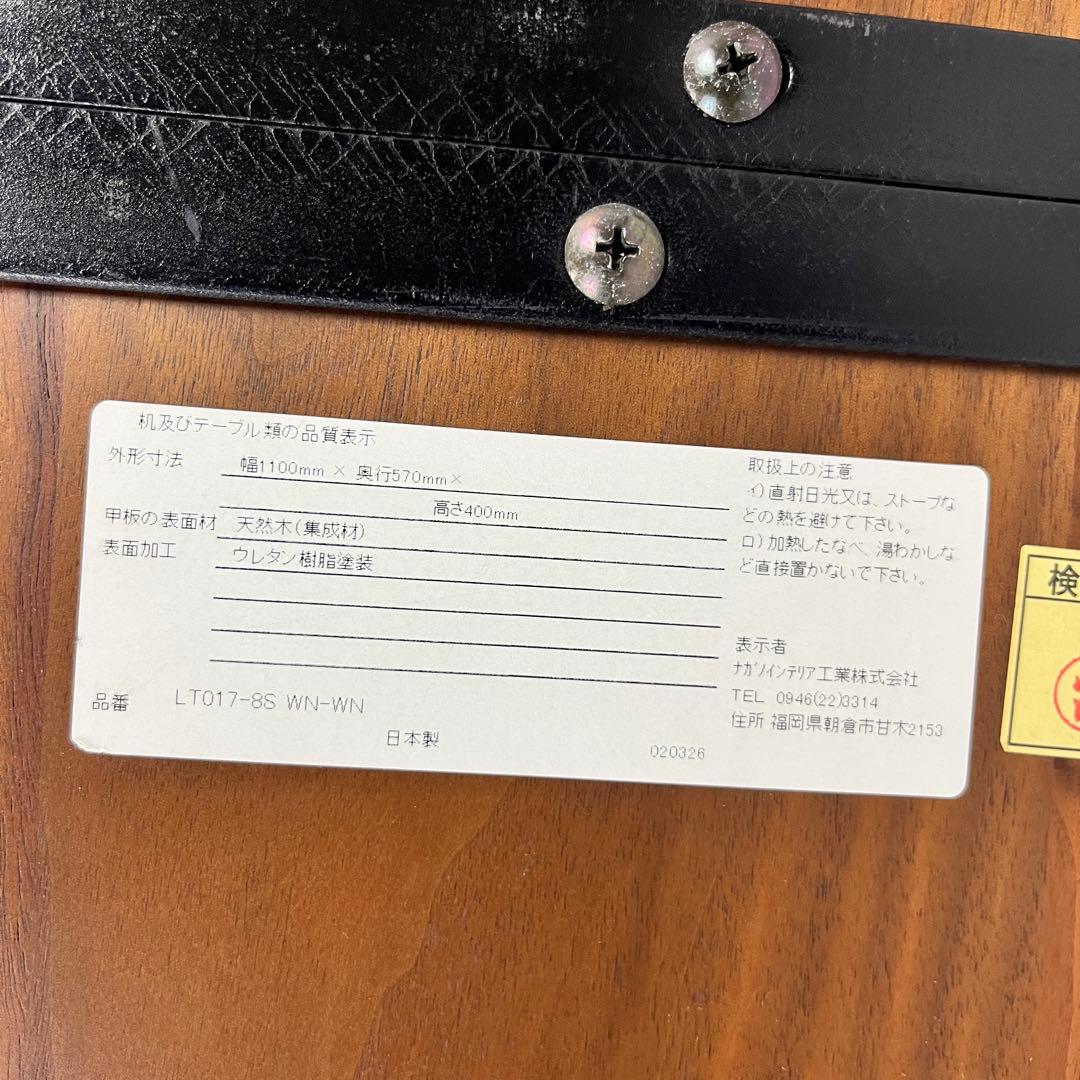 机及びテーブル類の品質表示
外形寸法
幅1100mm × 奥行570mm×
高さ400mm
甲板の表面材 天然木(集成材)
表面加工 ウレタン樹脂塗装
品番 LT017-8S WN-WN
日本製
020326
取扱上の注意
イ)直射日光又は、ストーブな
どの熱を避けて下さい。
ロ)加熱したなべ、湯わかしな
ど直接置かないで下さい。
表示者
ナガノインテリア工業株式会社
TEL 0946(22)3314
住所 福岡県朝倉市甘木2153
検